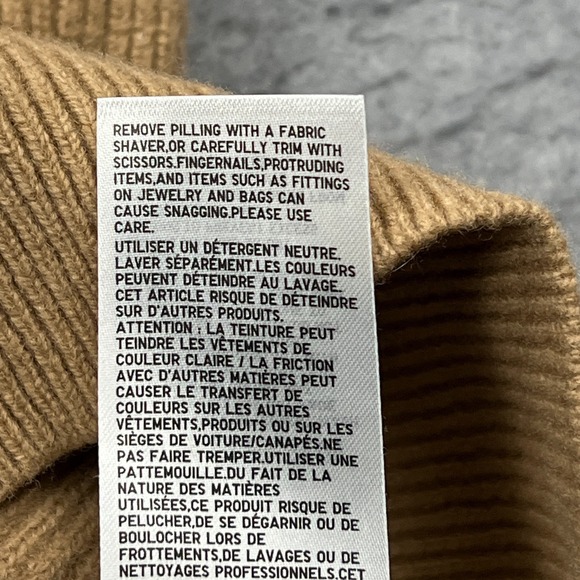 REMOVE PILLING WITH A FABRIC
SHAVER,OR CAREFULLY TRIM WITH
SCISSORS.FINGERNAILS,PROTRUDING
ITEMS,AND ITEMS SUCH AS FITTINGS
ON JEWELRY AND BAGS CAN
CAUSE SNAGGING.PLEASE USE
CARE.
UTILISER UN DÉTERGENT NEUTRE.
LAVER SÉPARÉMENT.LES COULEURS
PEUVENT DÉTEINDRE AU LAVAGE.
CET ARTICLE RISQUE DE DÉTEINDRE
SUR D'AUTRES PRODUITS.
ATTENTION : LA TEINTURE PEUT
TEINDRE LES VÊTEMENTS DE
COULEUR CLAIRE / LA FRICTION
AVEC D'AUTRES MATIÈRES PEUT
CAUSER LE TRANSFERT DE
COULEURS SUR LES AUTRES
VÊTEMENTS,PRODUITS OU SUR LES
SIÈGES DE VOITURE/CANAPÉS.NE
PAS FAIRE TREMPER.UTILISER UNE
PATTEMOUILLE.DU FAIT DE LA
NATURE DES MATIÈRES
UTILISÉES,CE PRODUIT RISQUE DE
PELUCHER,DE SE DÉGARNIR OU DE
BOULOCHER LORS DE
FROTTEMENTS,DE LAVAGES OU DE
NETTOYAGES PROFESSIONNELS.CET